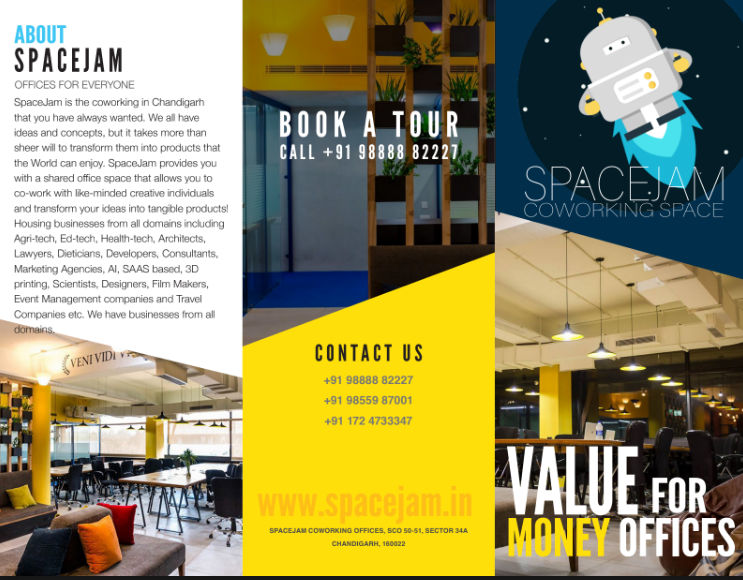 ABOUT
SPACEJAM
OFFICES FOR EVERYONE
SpaceJam is the coworking in Chandigarh
that you have always wanted. We all have
ideas and concepts, but it takes more than
sheer will to transform them into products that
the World can enjoy. SpaceJam provides you
with a shared office space that allows you to
co-work with like-minded creative individuals
and transform your ideas into tangible products!
Housing businesses from all domains including
Agri-tech, Ed-tech, Health-tech, Architects,
Lawyers, Dieticians, Developers, Consultants,
Marketing Agencies, AI, SAAS based, 3D
printing, Scientists, Designers, Film Makers,
Event Management companies and Travel
Companies etc. We have businesses from all
domains.
VENI VIDI
BOOK A TOUR
CALL +91 98888 82227
CONTACT US
+91 98888 82227
+91 98559 87001
+91 172 4733347
www.spacejam.in
SPACEJAM COWORKING OFFICES, SCO 50-51, SECTOR 34A
CHANDIGARH, 160022
SPACEJAM
COWORKING SPACE
VALUE FOR
MONEY OFFICES